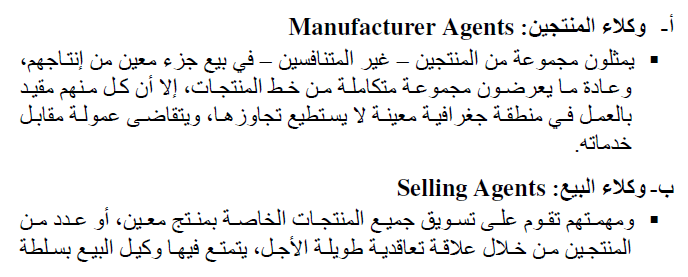 أ- وكلاء المنتجين: Manufacturer Agents
▪ يمثلون مجموعة من المنتجين – غير المتنافسين – في بيع جزء معين من إنتاجهم،
وعادة ما يعرضون مجموعة متكاملة من خط المنتجات، إلا أن كل منهم مقيد
بالعمل في منطقة جغرافية معينة لا يستطيع تجاوزها، ويتقاضى عمولة مقابل
خدماته.
ب- وكلاء البيع: Selling Agents
▪ ومهمتهم تقوم على تسويق جميع المنتجات الخاصة بمنتج معين، أو عدد من
المنتجين من خلال علاقة تعاقدية طويلة الأجل، يتمتع فيها وكيل البيع بسلطة